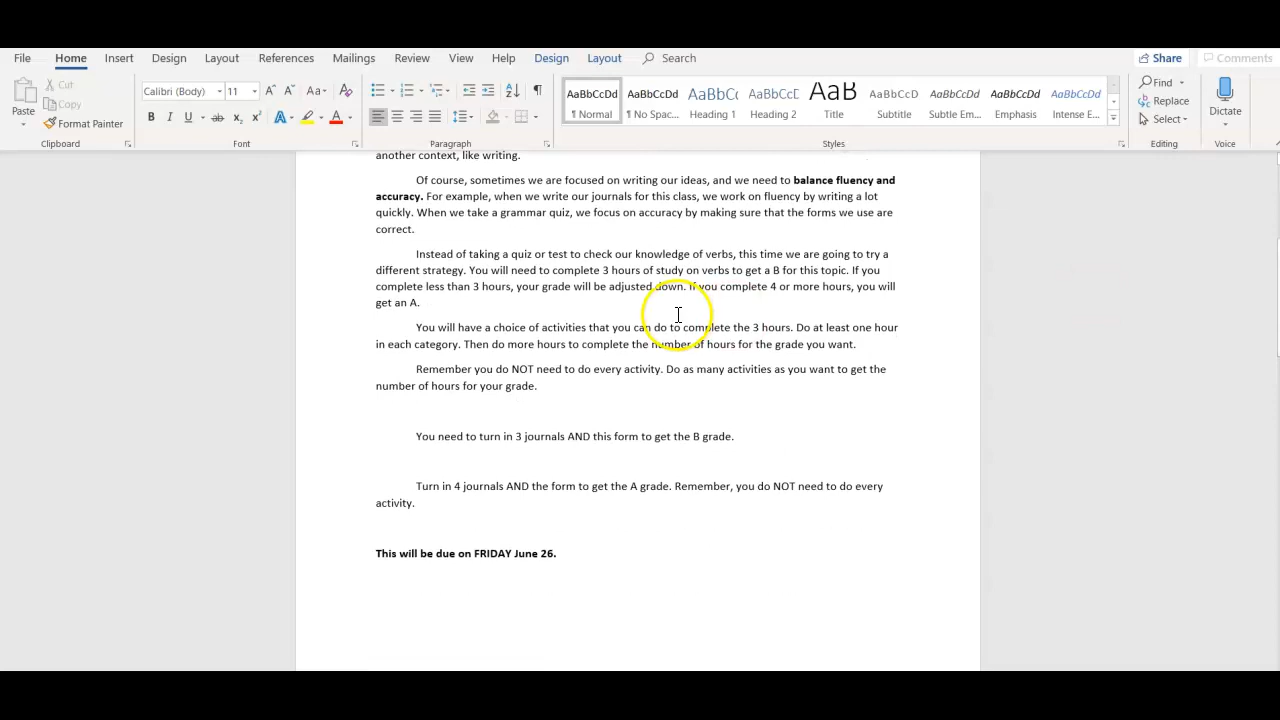 File Home Insert Draw Design Layout References Mailings Review View Help Design Layout Search Share Comments
Paste
Cut
Copy
Format Painter
Calibri (Body) 11
Find
Replace
Select
Dictate
AaBbCcDd AaBbCcDd AaBbCc AaBbCcE AaB AaBbCcD AaBbCcDd AaBbCcDd AaBbCcDd
¶ Normal ¶ No Spac... Heading 1 Heading 2 Title Subtitle Subtle Em... Emphasis Intense E...
Clipboard Font Paragraph Styles Editing Voice
another context, like writing.
Of course, sometimes we are focused on writing our ideas, and we need to balance fluency and
accuracy. For example, when we write our journals for this class, we work on fluency by writing a lot
quickly. When we take a grammar quiz, we focus on accuracy by making sure that the forms we use are
correct.
Instead of taking a quiz or test to check our knowledge of verbs, this time we are going to try a
different strategy. You will need to complete 3 hours of study on verbs to get a B for this topic. If you
complete less than 3 hours, your grade will be adjusted down. If you complete 4 or more hours, you will
get an A.
You will have a choice of activities that you can do to complete the 3 hours. Do at least one hour
in each category. Then do more hours to complete the number of hours for the grade you want.
Remember you do NOT need to do every activity. Do as many activities as you want to get the
number of hours for your grade.
You need to turn in 3 journals AND this form to get the B grade.
Turn in 4 journals AND the form to get the A grade. Remember, you do NOT need to do every
activity.
This will be due on FRIDAY June 26.